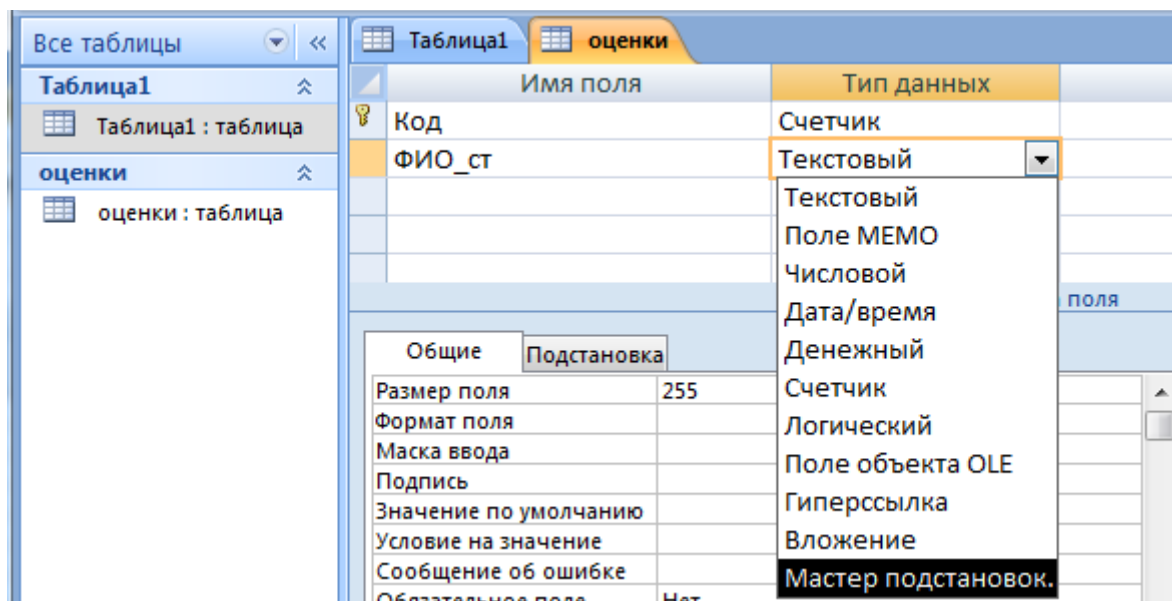 Все таблицы
Таблица1
Таблица1 : таблица
оценки
оценки : таблица
Таблица1
оценки
Имя поля
Тип данных
Код
Счетчик
ФИО_ст
Текстовый
Текстовый
Поле МЕМО
Числовой
Дата/время
Денежный
Счетчик
Логический
Поле объекта OLE
Гиперссылка
Вложение
Мастер подстановок.
поля
Общие
Подстановка
Размер поля 255
Формат поля
Маска ввода
Подпись
Значение по умолчанию
Условие на значение
Сообщение об ошибке
Обязательное поле Нет